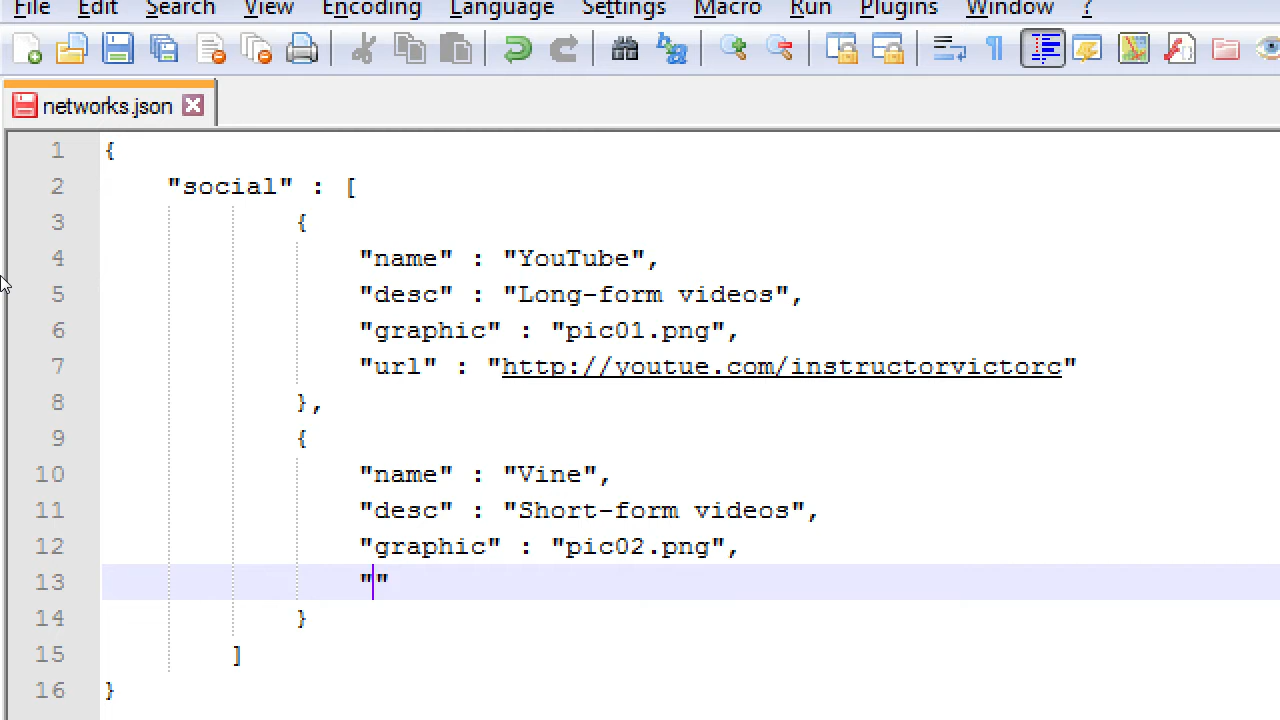 File Edit Search View Encoding Language Settings Macro Run Plugins Window ?
networks.json
1 {
2 "social" : [
3 {
4 "name" : "YouTube",
5 "desc" : "Long-form videos",
6 "graphic" : "pic01.png",
7 "url" : "http://youtue.com/instructorvictorc"
8 },
9 {
10 "name" : "Vine",
11 "desc" : "Short-form videos",
12 "graphic" : "pic02.png",
13 ""
14 }
15 ]
16 }